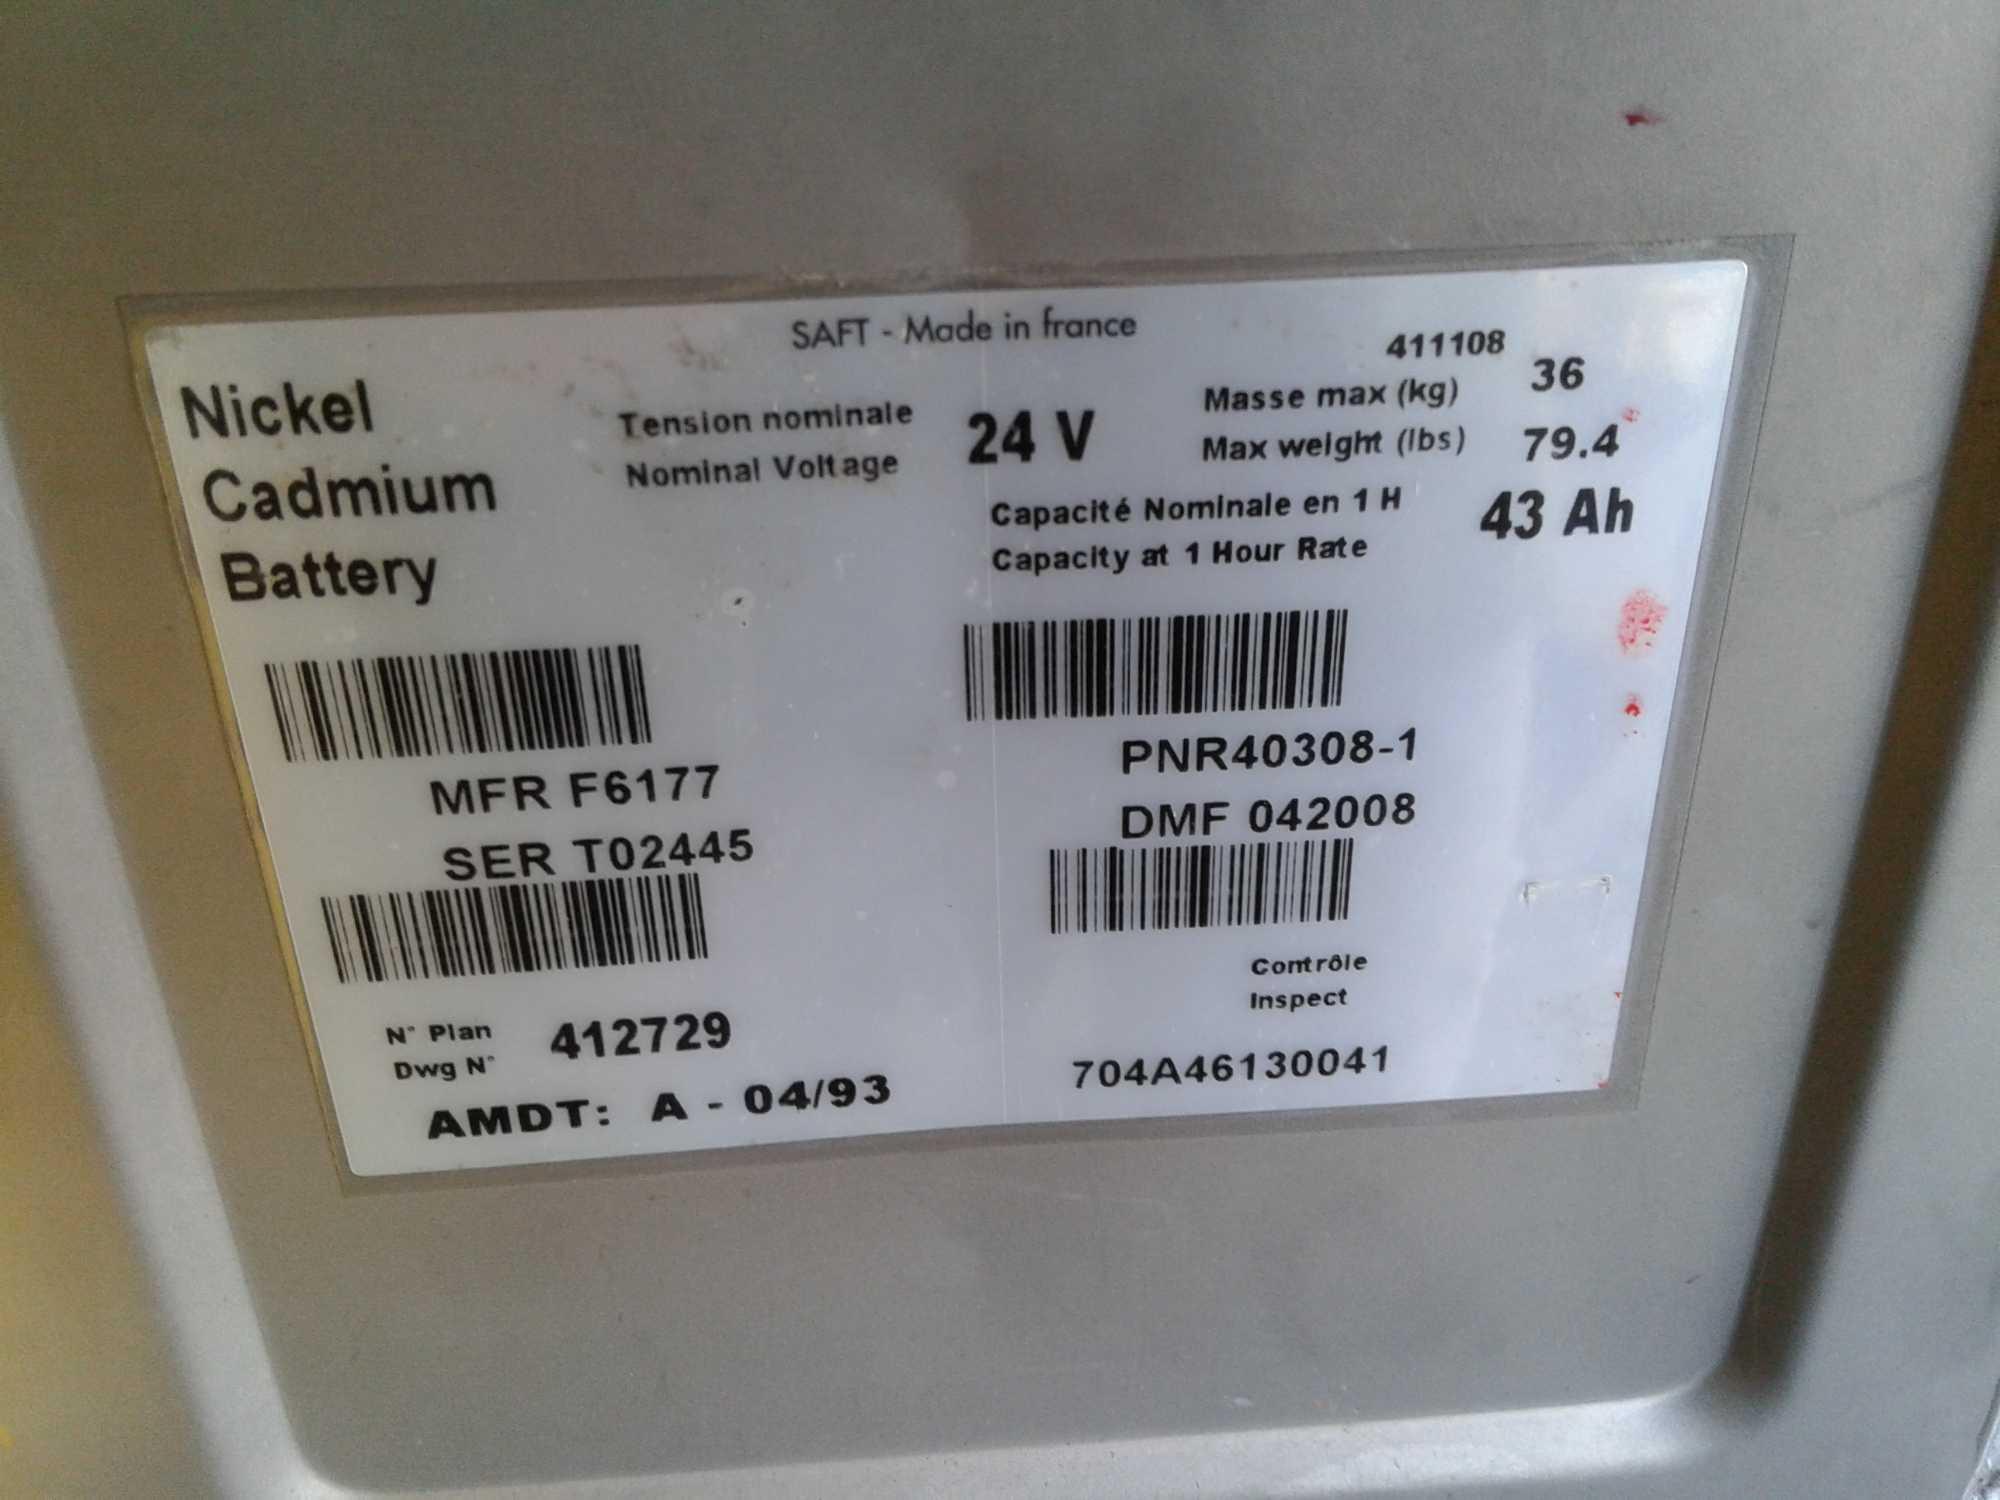 SAFT - Made in france
411108
Nickel
Cadmium
Battery
Tension nominale
Nominal Voltage
24 V
Masse max (kg) 36
Max weight (lbs) 79.4
Capacité Nominale en 1 H
Capacity at 1 Hour Rate
43 Ah
MFR F6177
SER T02445
PNR40308-1
DMF 042008
N° Plan
Dwg N°
412729
AMDT: A - 04/93
Contrôle
Inspect
704A46130041